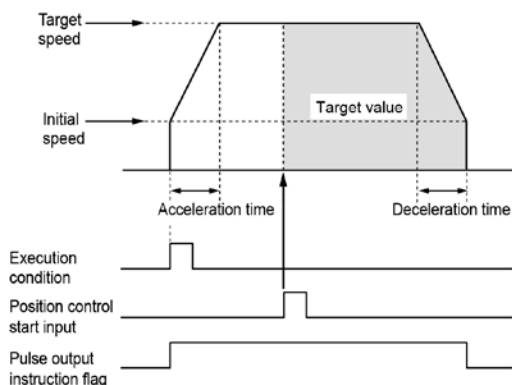 Target
speed
Target value
Initial
speed
Acceleration time
Deceleration time
Execution
condition
Position control
start input
Pulse output
instruction flag